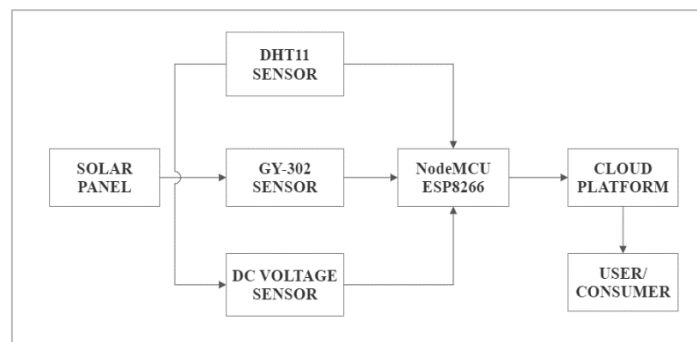 DHT11
SENSOR
SOLAR
PANEL
GY-302
SENSOR
NodeMCU
ESP8266
CLOUD
PLATFORM
DC VOLTAGE
SENSOR
USER/
CONSUMER